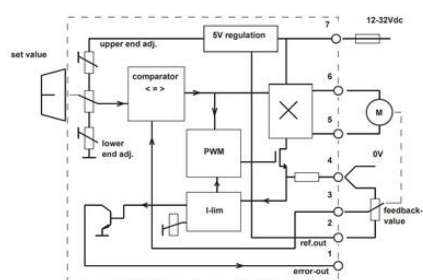 7
12-32Vdc
upper end adj.
5V regulation
set value
comparator
< = >
6
M
5
lower
end adj.
PWM
4
0V
I-lim
3
feedback-
value
2
ref.out
1
error-out